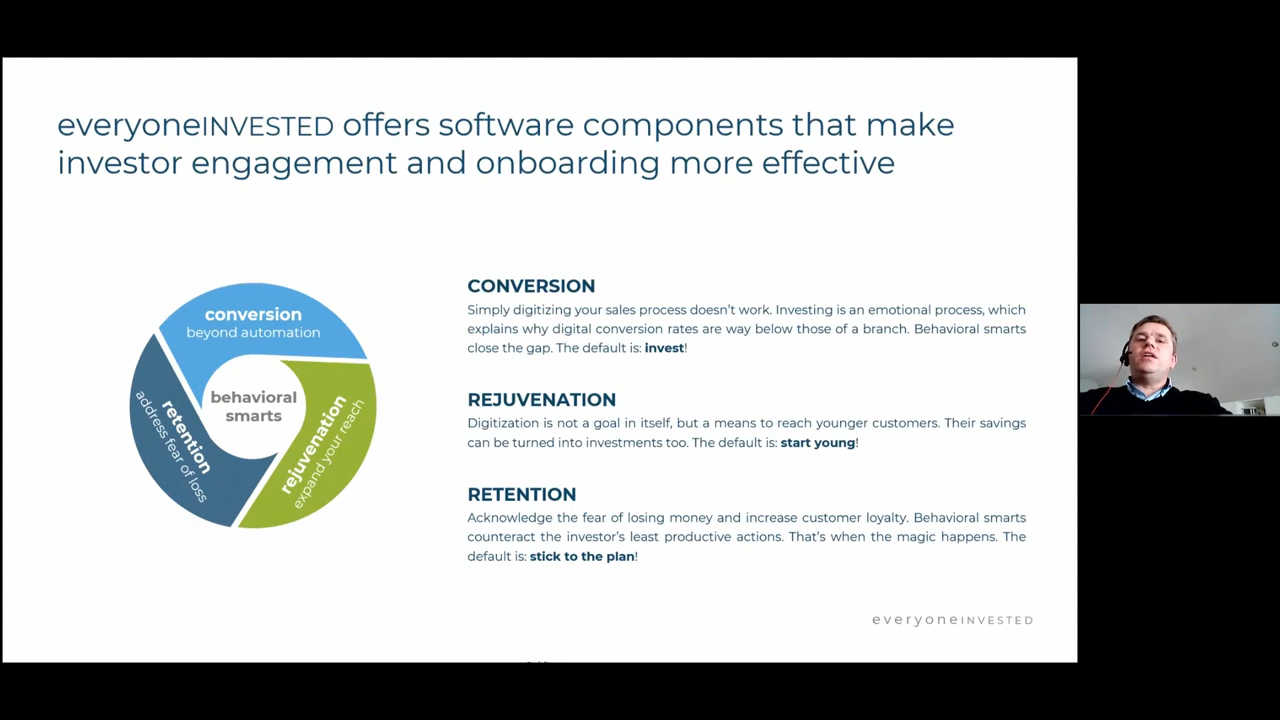 everyoneINVESTED offers software components that make
investor engagement and onboarding more effective
conversion
beyond automation
behavioral
smarts
retention
address fear of loss
rejuvenation
expand your reach
CONVERSION
Simply digitizing your sales process doesn't work. Investing is an emotional process, which
explains why digital conversion rates are way below those of a branch. Behavioral smarts
close the gap. The default is: invest!
REJUVENATION
Digitization is not a goal in itself, but a means to reach younger customers. Their savings
can be turned into investments too. The default is: start young!
RETENTION
Acknowledge the fear of losing money and increase customer loyalty. Behavioral smarts
counteract the investor's least productive actions. That's when the magic happens. The
default is: stick to the plan!
everyoneINVESTED